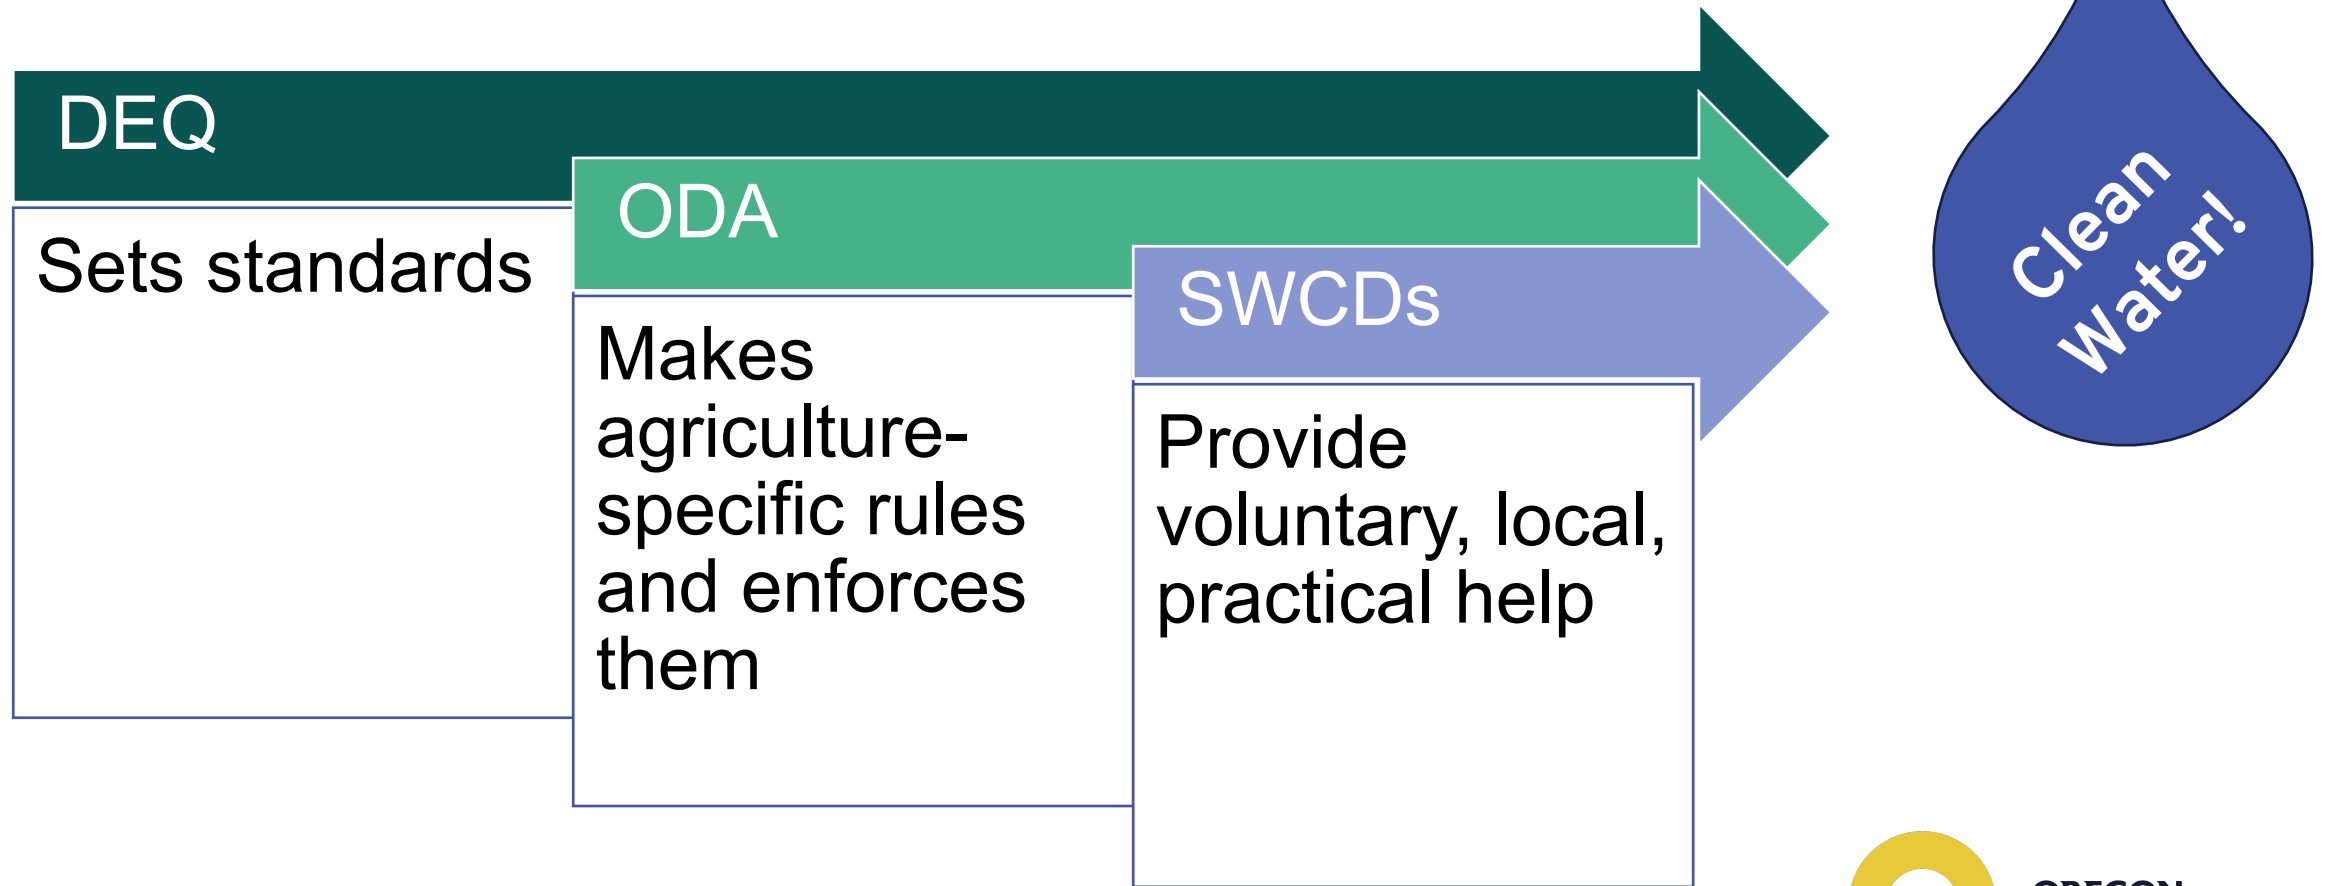 DEQ
Sets standards
ODA
Makes
agriculture-
specific rules
and enforces
them
SWCDs
Provide
voluntary, local,
practical help
Clean
Water!
OREGON